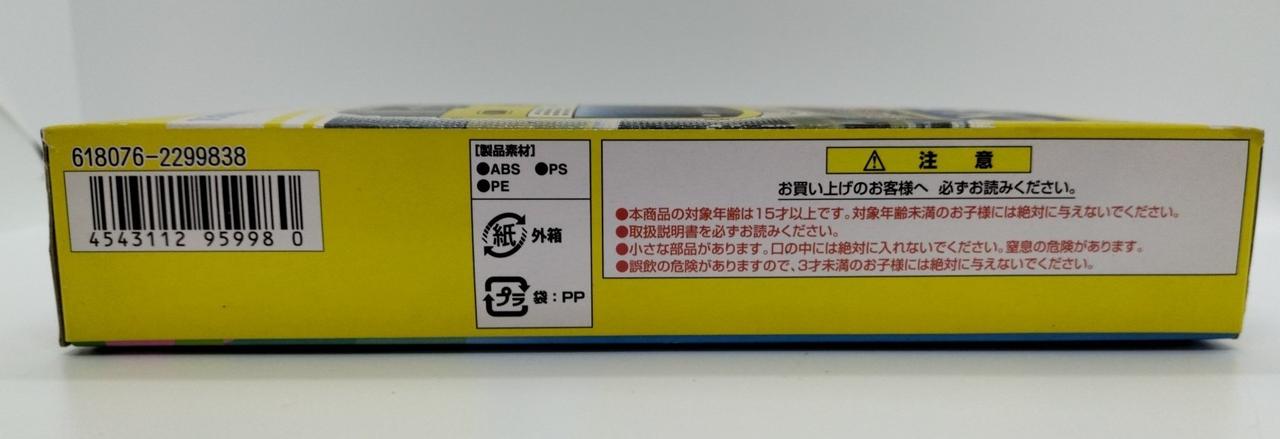 618076-2299838
4543112 95998 0
[製品素材]
●ABS ●PS
●PE
紙 外箱
プラ 袋:PP
注意
お買い上げのお客様へ 必ずお読みください。
●本商品の対象年齢は15才以上です。対象年齢未満のお子様には絶対に与えないでください。
●取扱説明書を必ずお読みください。
●小さな部品があります。口の中には絶対に入れないでください。窒息の危険があります。
●誤飲の危険がありますので、3才未満のお子様には絶対に与えないでください。